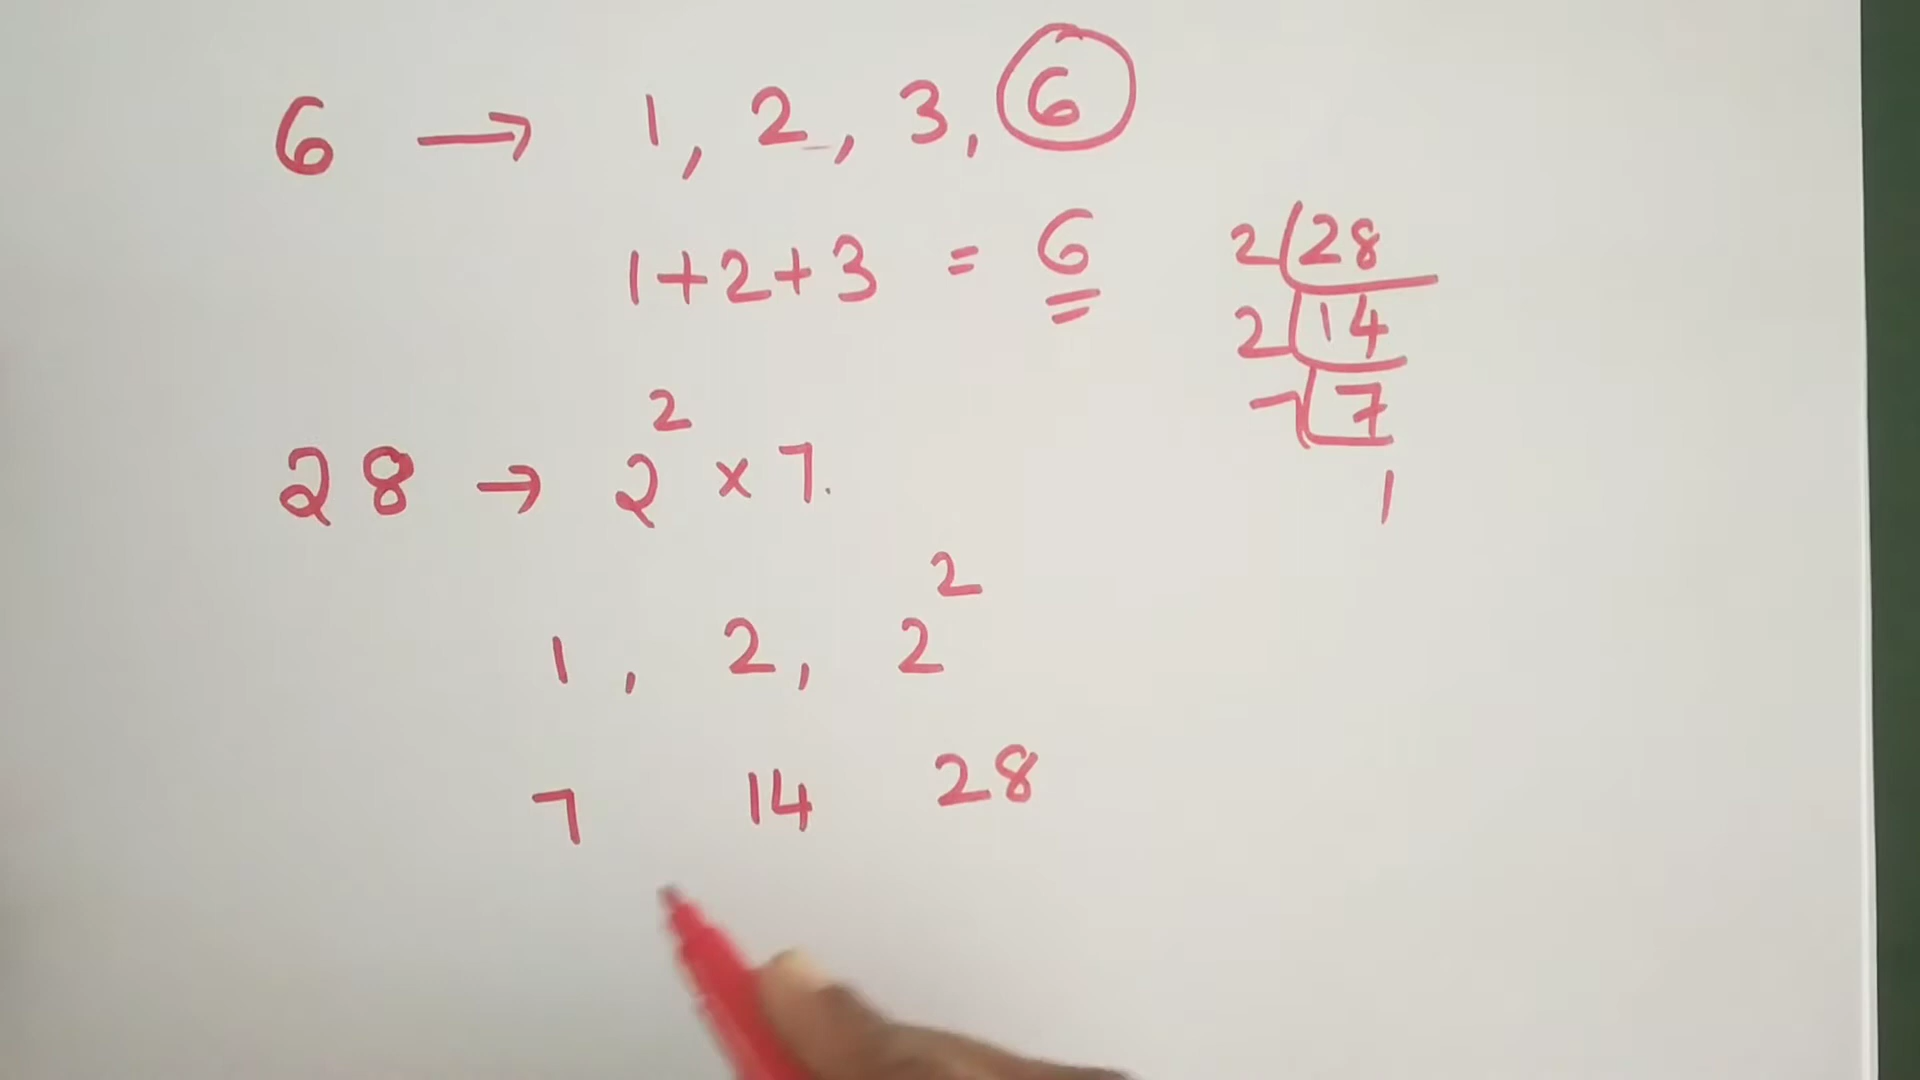 6 → 1, 2, 3, 6
1+2+3 = 6
2 28
2 14
7 7
1
28 → 2² × 7.
1, 2, 2²
7 14 28